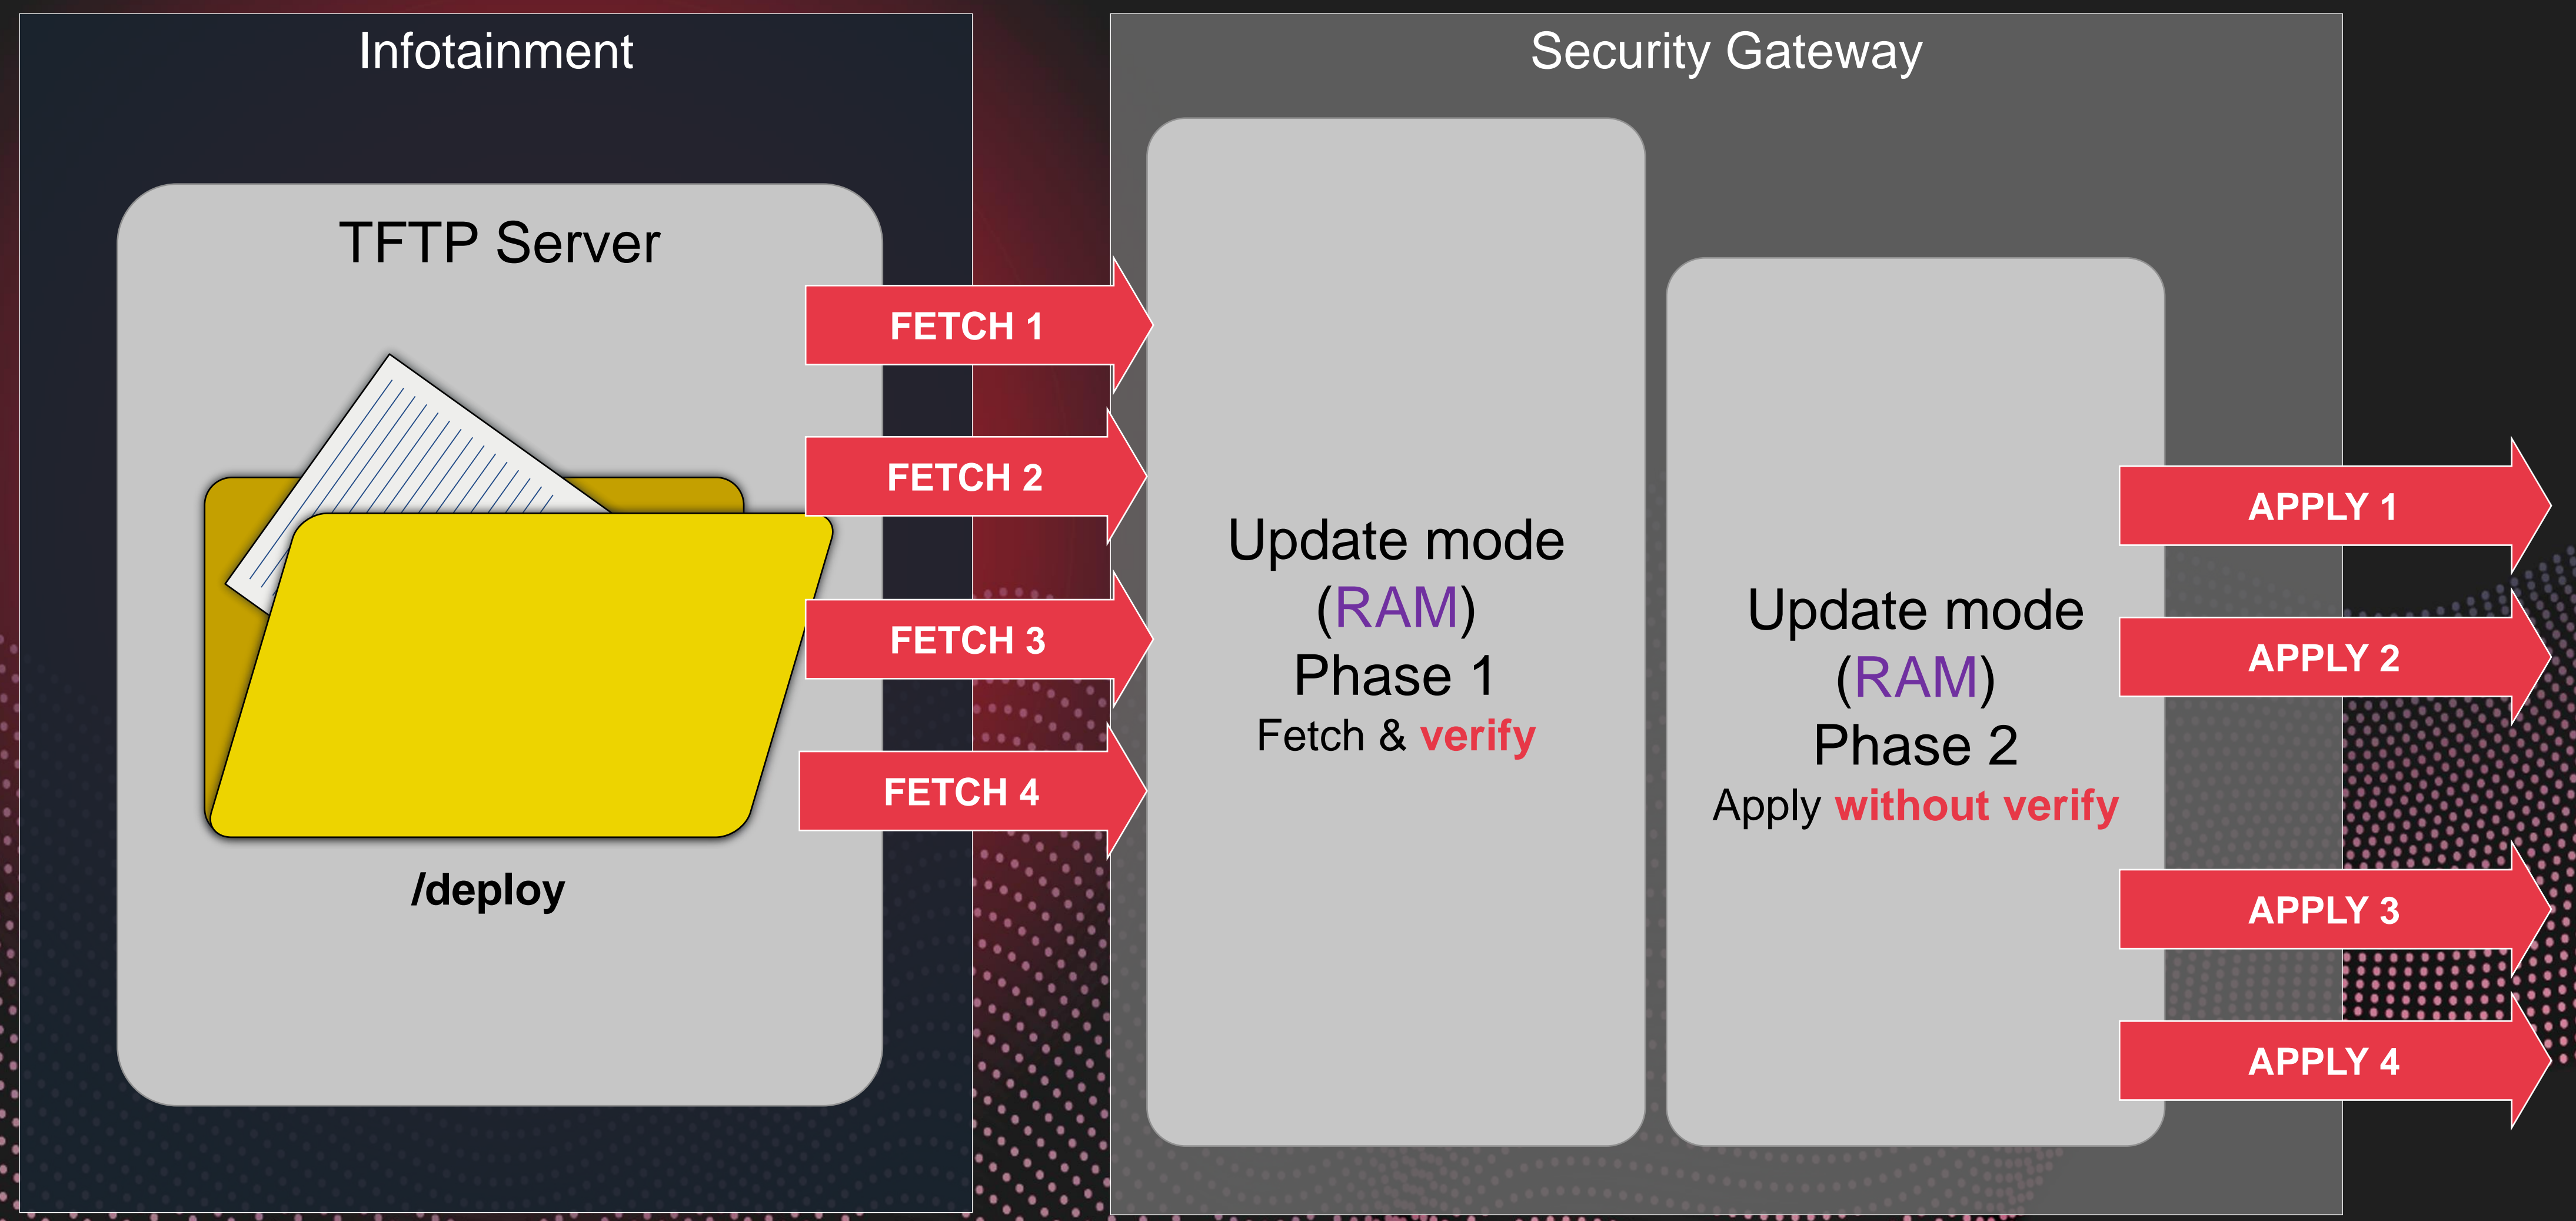 Infotainment
TFTP Server
/deploy
FETCH 1
FETCH 2
FETCH 3
FETCH 4
Security Gateway
Update mode
(RAM)
Phase 1
Fetch & verify
Update mode
(RAM)
Phase 2
Apply without verify
APPLY 1
APPLY 2
APPLY 3
APPLY 4